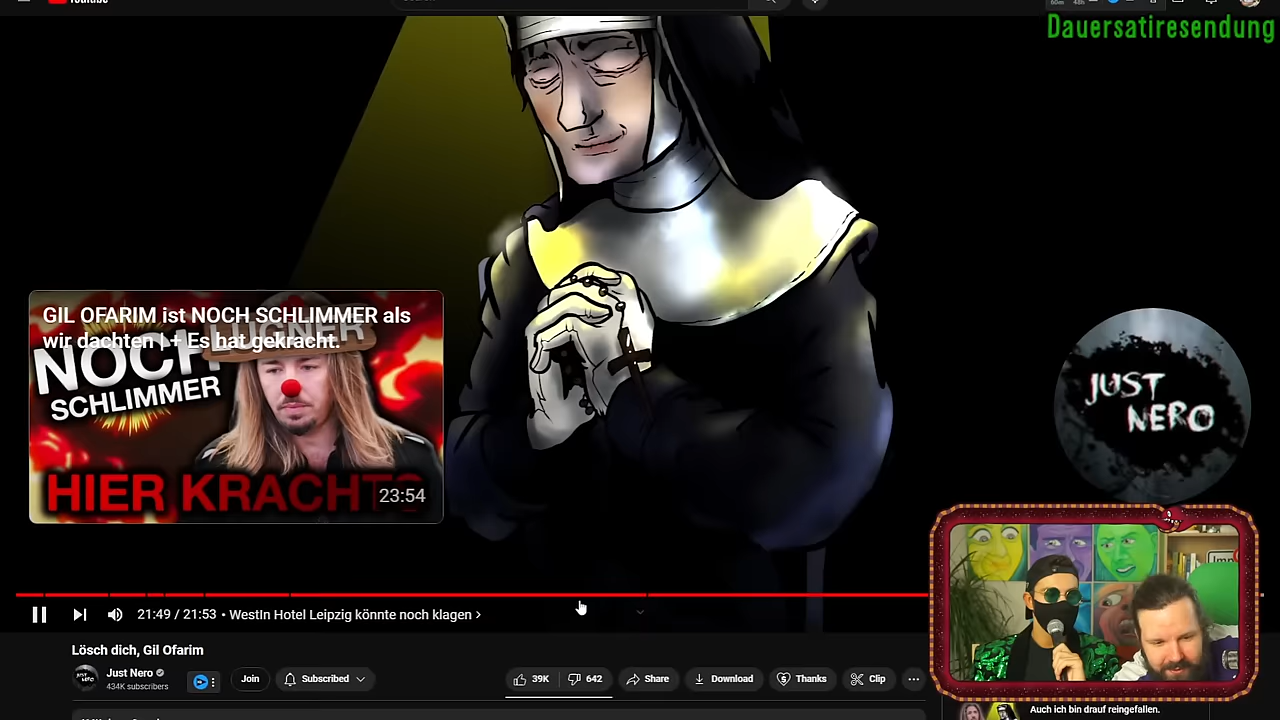 Dauersatiresendung
GIL OFARIM ist NOCH SCHLIMMER als
wir dachten | + Es hat gekracht.
NOCH
SCHLIMMER
LÜGNER
HIER KRACHT
23:54
JUST
NERO
21:49 / 21:53 • WestIn Hotel Leipzig könnte noch klagen >
Lösch dich, Gil Ofarim
Just Nero
434K subscribers
Join
Subscribed
39K
642
Share
Download
Thanks
Clip
Auch ich bin drauf reingefallen.